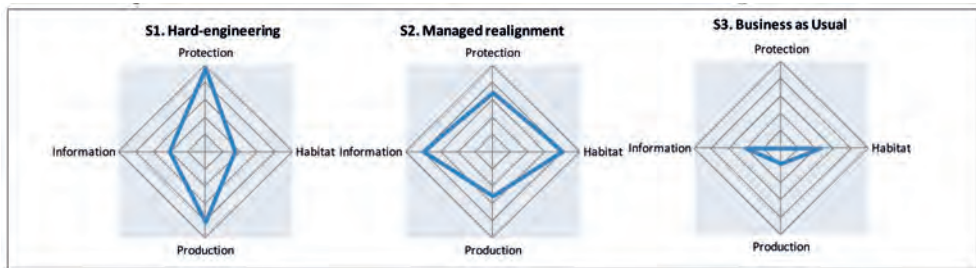 S1. Hard-engineering
Protection
Information
Habitat
Production
S2. Managed realignment
Protection
Information
Habitat
Production
S3. Business as Usual
Protection
Information
Habitat
Production